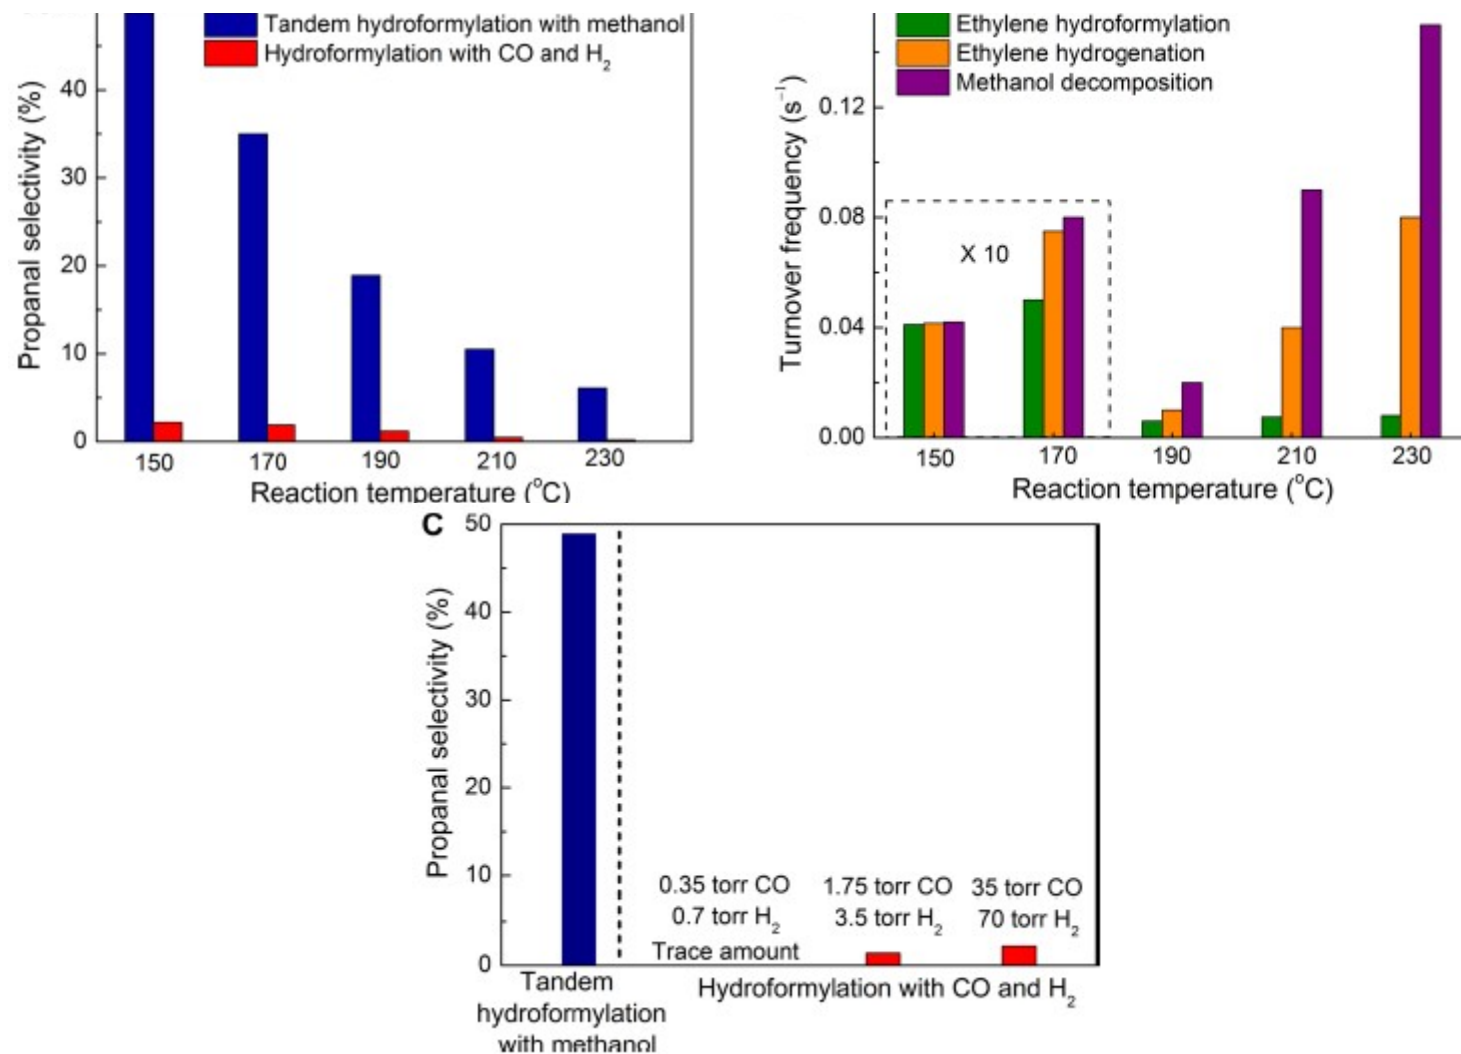 Tandem hydroformylation with methanol
Hydroformylation with CO and H2
40
30
20
10
0
Propanal selectivity (%)
150 170 190 210 230
Reaction temperature (°C)
Ethylene hydroformylation
Ethylene hydrogenation
Methanol decomposition
0.12
0.08
0.04
0.00
Turnover frequency (s⁻¹)
X 10
150 170 190 210 230
Reaction temperature (°C)
C
50
40
30
20
10
0
Propanal selectivity (%)
0.35 torr CO 1.75 torr CO 35 torr CO
0.7 torr H2 3.5 torr H2 70 torr H2
Trace amount
Tandem
hydroformylation
with methanol
Hydroformylation with CO and H2